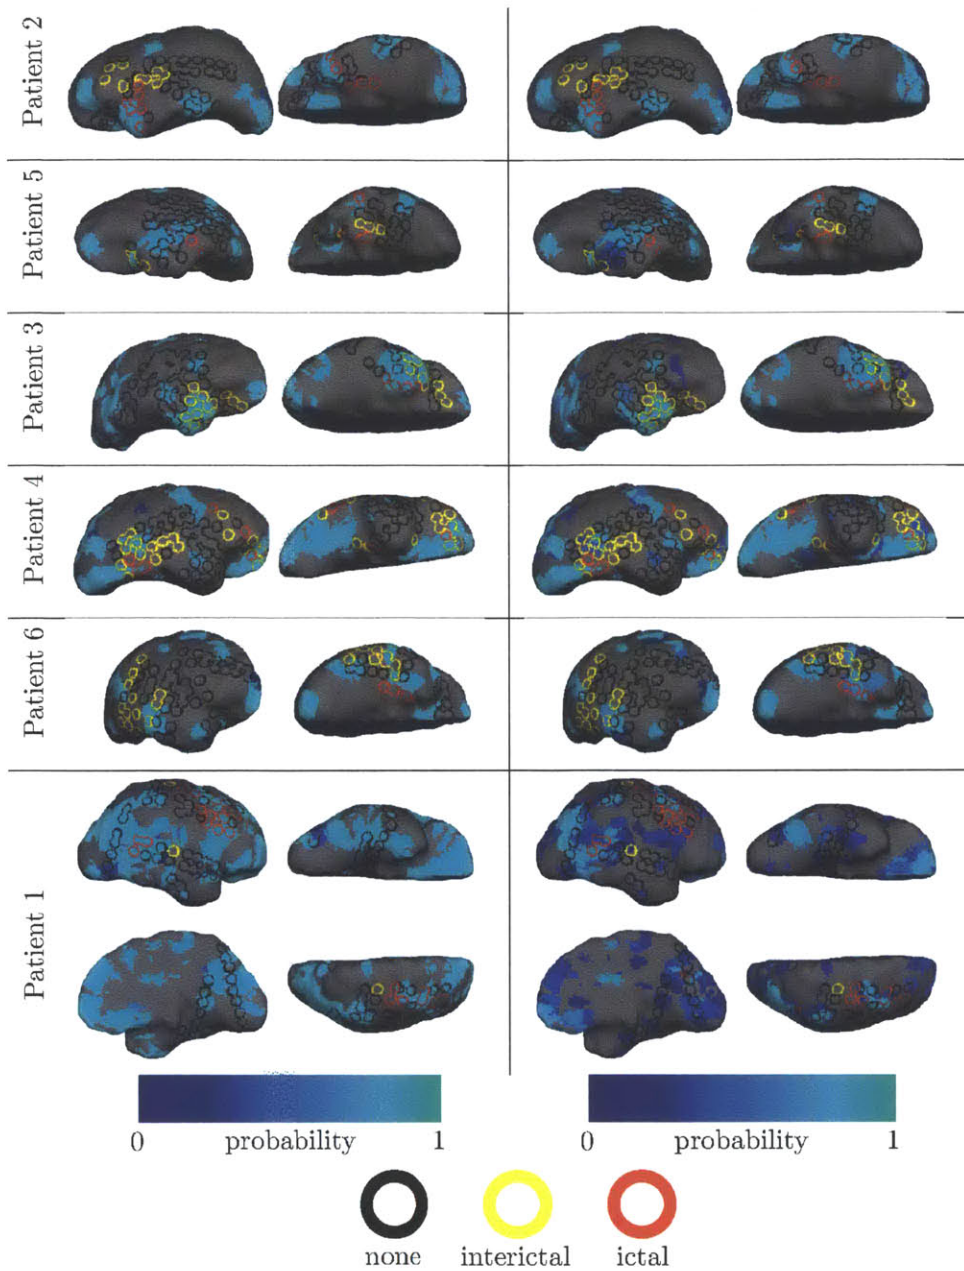 Patient 2
Patient 5
Patient 3
Patient 4
Patient 6
Patient 1
0 probability 1
0 probability 1
none interictal ictal